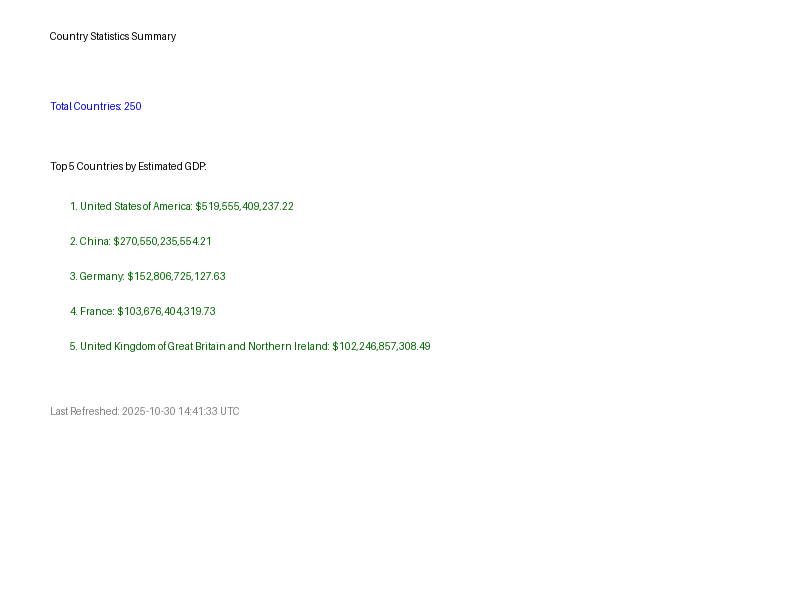 Country Statistics Summary
Total Countries: 250
Top 5 Countries by Estimated GDP:
1. United States of America: $519,555,409,237.22
2. China: $270,550,235,554.21
3. Germany: $152,806,725,127.63
4. France: $103,676,404,319.73
5. United Kingdom of Great Britain and Northern Ireland: $102,246,857,308.49
Last Refreshed: 2025-10-30 14:41:33 UTC